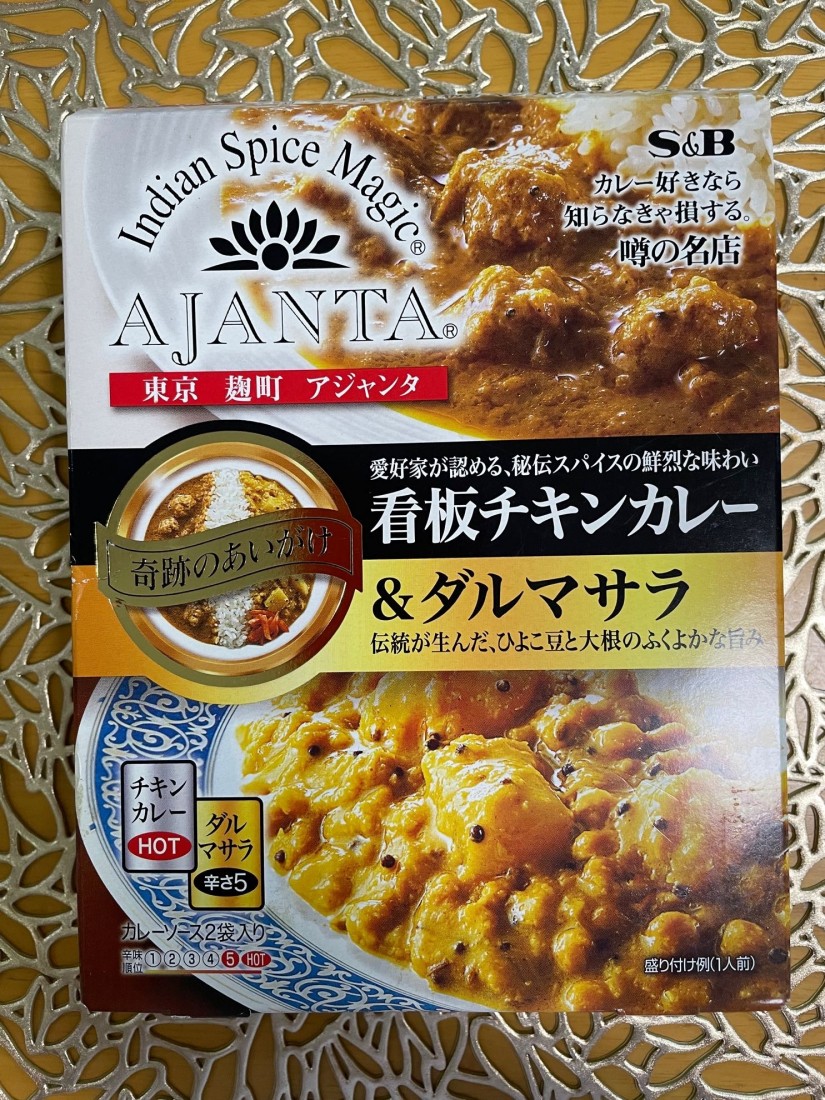 Indian Spice Magic®
AJANTA®
東京 麹町 アジャンタ
S&B
カレー好きなら
知らなきゃ損する。
噂の名店
愛好家が認める、秘伝スパイスの鮮烈な味わい
看板チキンカレー
&ダルマサラ
伝統が生んだ、ひよこ豆と大根のふくよかな旨み
奇跡のあいがけ
チキン
カレー
HOT
ダル
マサラ
辛さ5
カレーソース2袋入り
辛味
順位
①②③④5 HOT
盛り付け例(1人前)